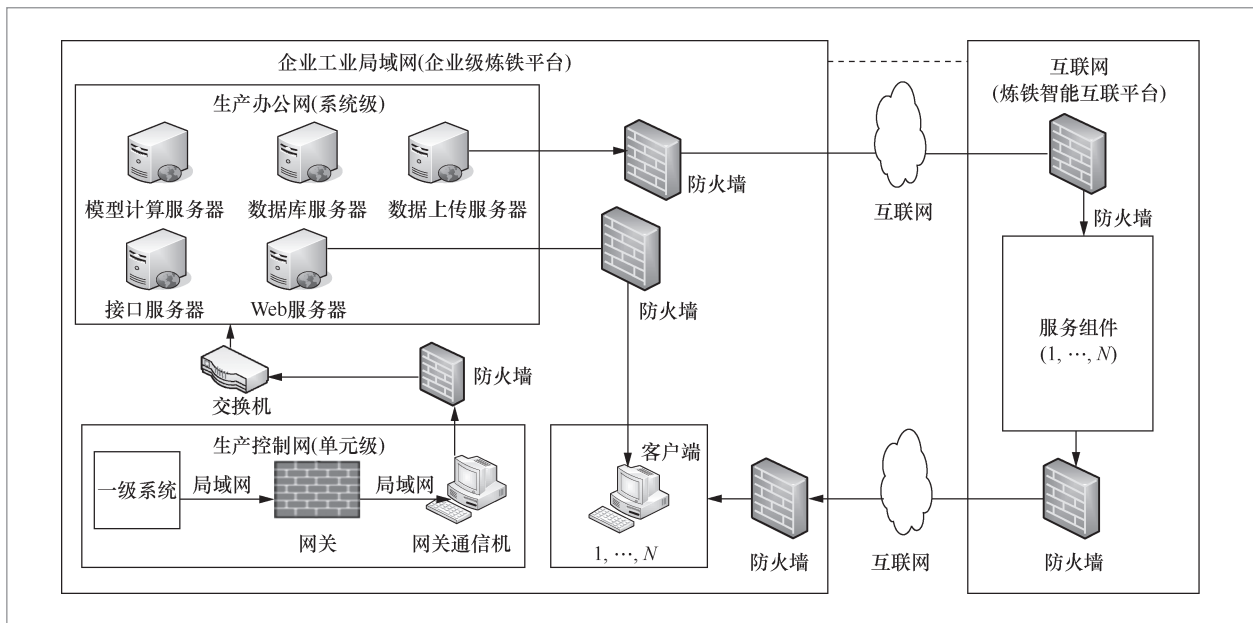 企业工业局域网(企业级炼铁平台)
生产办公网(系统级)
模型计算服务器
数据库服务器
数据上传服务器
接口服务器
Web服务器
防火墙
防火墙
互联网
互联网
(炼铁智能互联平台)
防火墙
服务组件
(1, ···, N)
交换机
防火墙
生产控制网(单元级)
一级系统
局域网
网关
局域网
网关通信机
客户端
1, ···, N
防火墙
互联网
防火墙